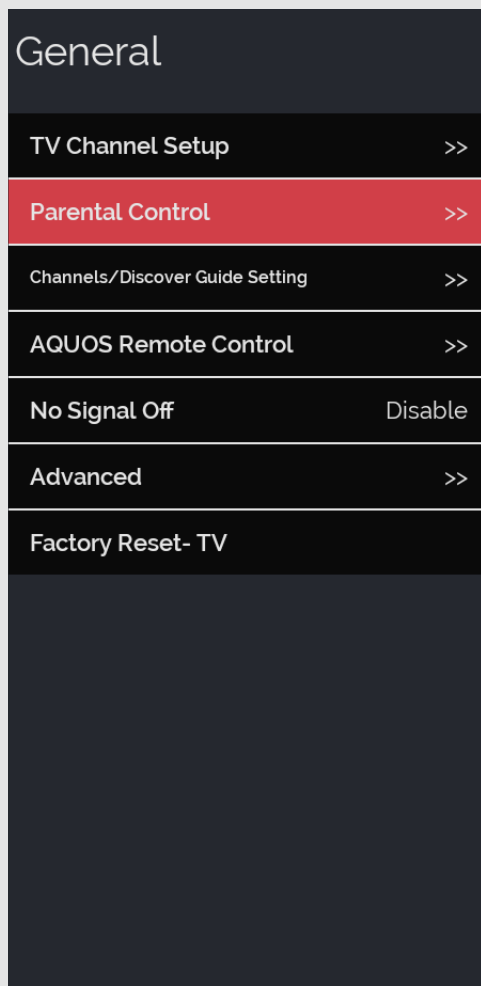 General
TV Channel Setup >>
Parental Control >>
Channels/Discover Guide Setting >>
AQUOS Remote Control >>
No Signal Off Disable
Advanced >>
Factory Reset- TV